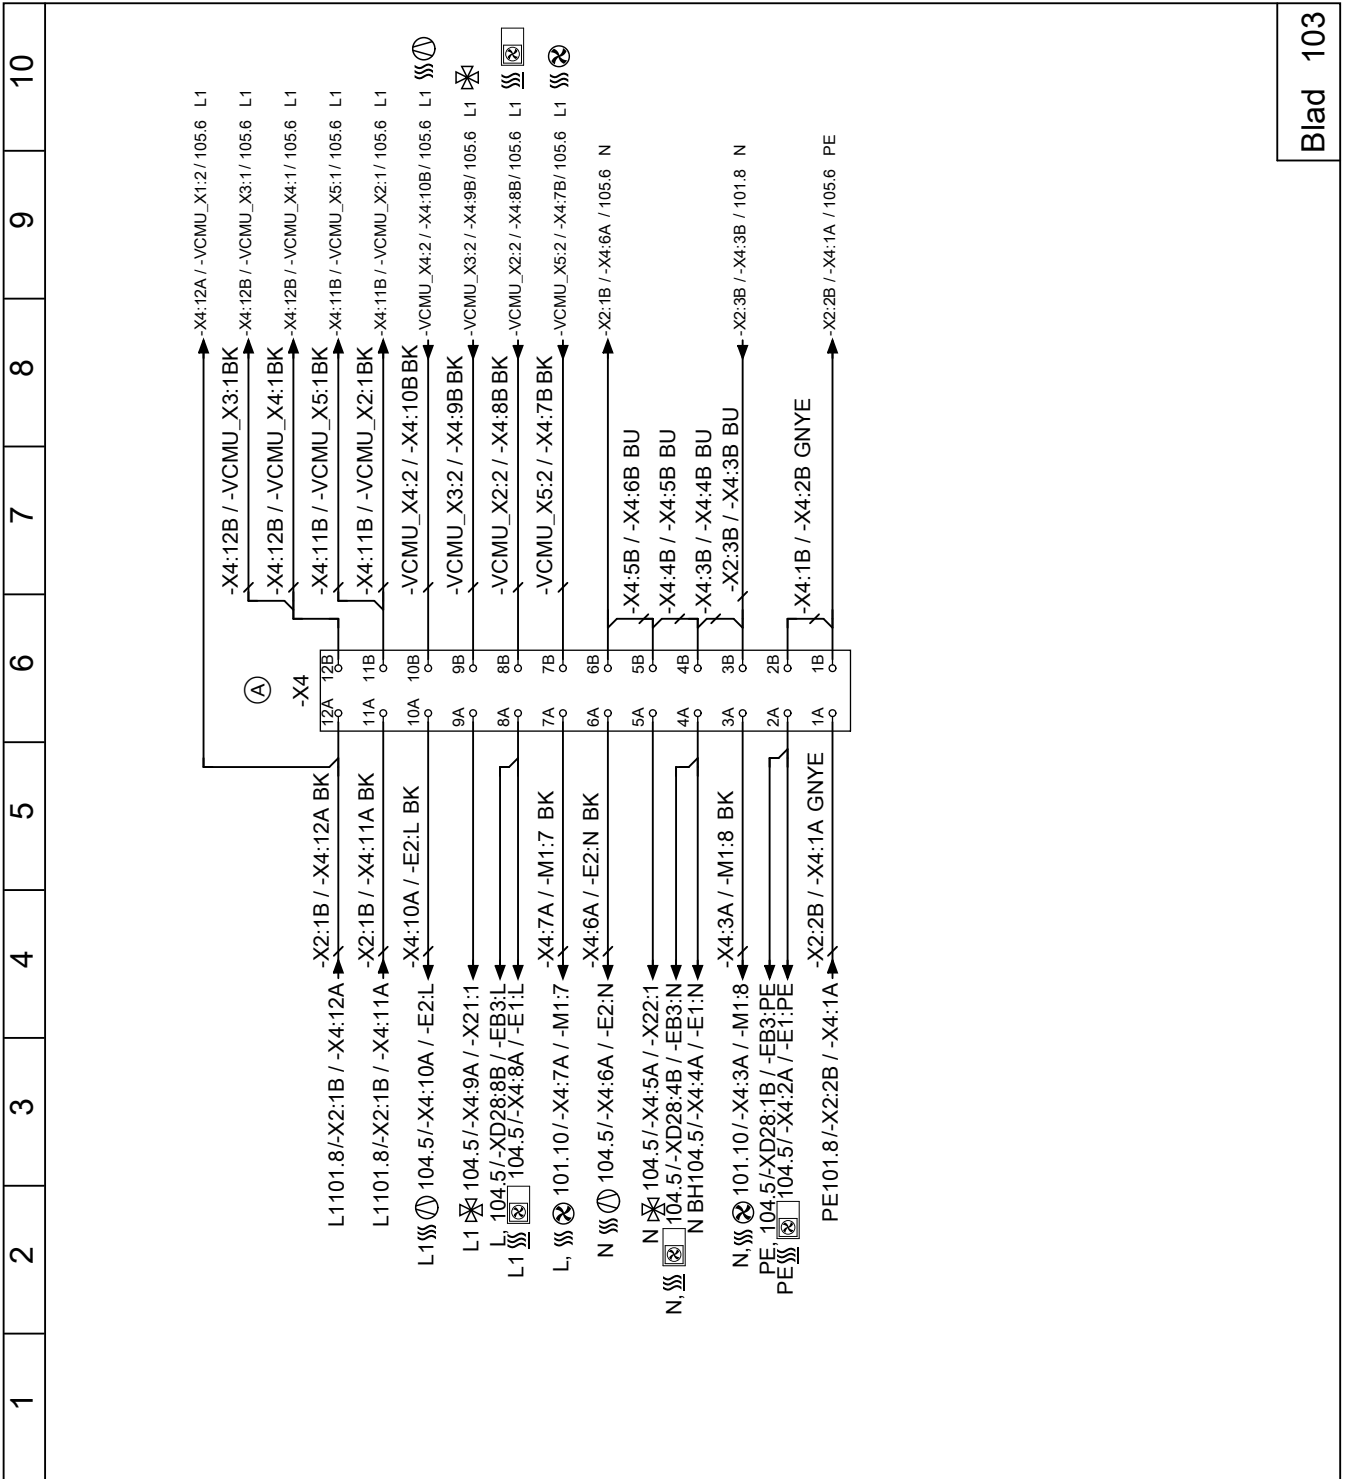 10
9
8
7
6
5
4
3
2
1
Blad 103
-X4:12A / -VCMU_X1:2 / 105.6 L1
-X4:12B / -VCMU_X3:1 / 105.6 L1
-X4:12B / -VCMU_X4:1 / 105.6 L1
-X4:11B / -VCMU_X5:1 / 105.6 L1
-X4:11B / -VCMU_X2:1 / 105.6 L1
-VCMU_X4:2 / -X4:10B / 105.6 L1
-VCMU_X3:2 / -X4:9B / 105.6 L1
-VCMU_X2:2 / -X4:8B / 105.6 L1
-VCMU_X5:2 / -X4:7B / 105.6 L1
-X2:1B / -X4:6A / 105.6 N
-X2:3B / -X4:3B / 101.8 N
-X2:2B / -X4:1A / 105.6 PE
-X4:12B / -VCMU_X3:1BK
-X4:12B / -VCMU_X4:1BK
-X4:11B / -VCMU_X5:1BK
-X4:11B / -VCMU_X2:1BK
-VCMU_X4:2 / -X4:10B BK
-VCMU_X3:2 / -X4:9B BK
-VCMU_X2:2 / -X4:8B BK
-VCMU_X5:2 / -X4:7B BK
-X4:5B / -X4:6B BU
-X4:4B / -X4:5B BU
-X4:3B / -X4:4B BU
-X2:3B / -X4:3B BU
-X4:1B / -X4:2B GNYE
A
-X4
12B
11B
10B
9B
8B
7B
6B
5B
4B
3B
2B
1B
12A
11A
10A
9A
8A
7A
6A
5A
4A
3A
2A
1A
-X2:1B / -X4:12A BK
-X2:1B / -X4:11A BK
-X4:10A / -E2:L BK
-X4:7A / -M1:7 BK
-X4:6A / -E2:N BK
-X4:3A / -M1:8 BK
-X2:2B / -X4:1A GNYE
L1101.8/-X2:1B / -X4:12A
L1101.8/-X2:1B / -X4:11A
L1 104.5/-X4:10A / -E2:L
L1 104.5/-X4:9A / -X21:1
L, 104.5/-XD28:8B / -EB3:L
L1 104.5/-X4:8A / -E1:L
L, 101.10/-X4:7A / -M1:7
N 104.5/-X4:6A / -E2:N
N 104.5/-X4:5A / -X22:1
N, 104.5/-XD28:4B / -EB3:N
N BH104.5/-X4:4A / -E1:N
N, 101.10/-X4:3A / -M1:8
PE, 104.5/-XD28:1B / -EB3:PE
PE 104.5/-X4:2A / -E1:PE
PE101.8/-X2:2B / -X4:1A